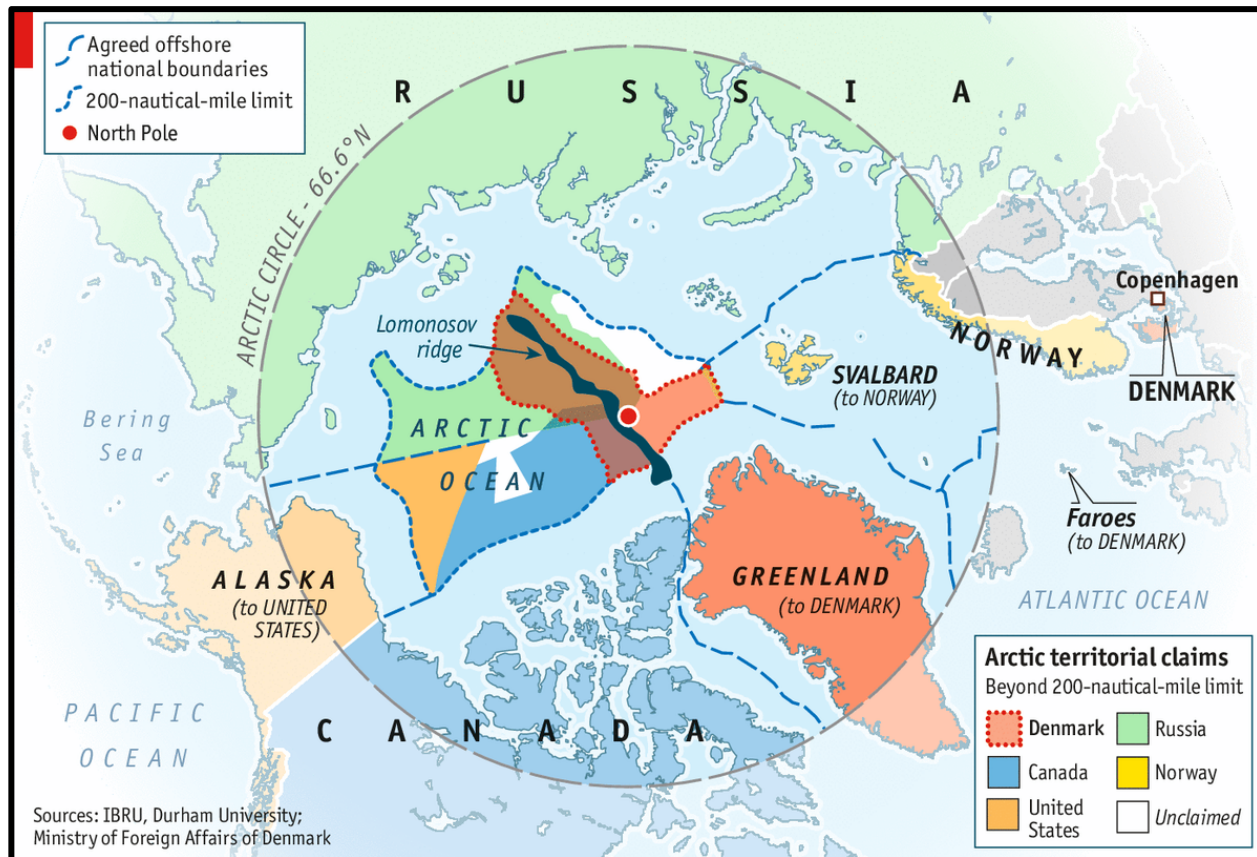 Agreed offshore
national boundaries
200-nautical-mile limit
North Pole
R U S S I A
ARCTIC CIRCLE - 66.6°N
Lomonosov
ridge
Copenhagen
NORWAY
SVALBARD
(to NORWAY)
DENMARK
Bering
Sea
ARCTIC
OCEAN
Faroes
(to DENMARK)
ALASKA
(to UNITED
STATES)
GREENLAND
(to DENMARK)
ATLANTIC OCEAN
PACIFIC
OCEAN
C A N A D A
Arctic territorial claims
Beyond 200-nautical-mile limit
Denmark
Russia
Canada
Norway
United
States
Unclaimed
Sources: IBRU, Durham University;
Ministry of Foreign Affairs of Denmark